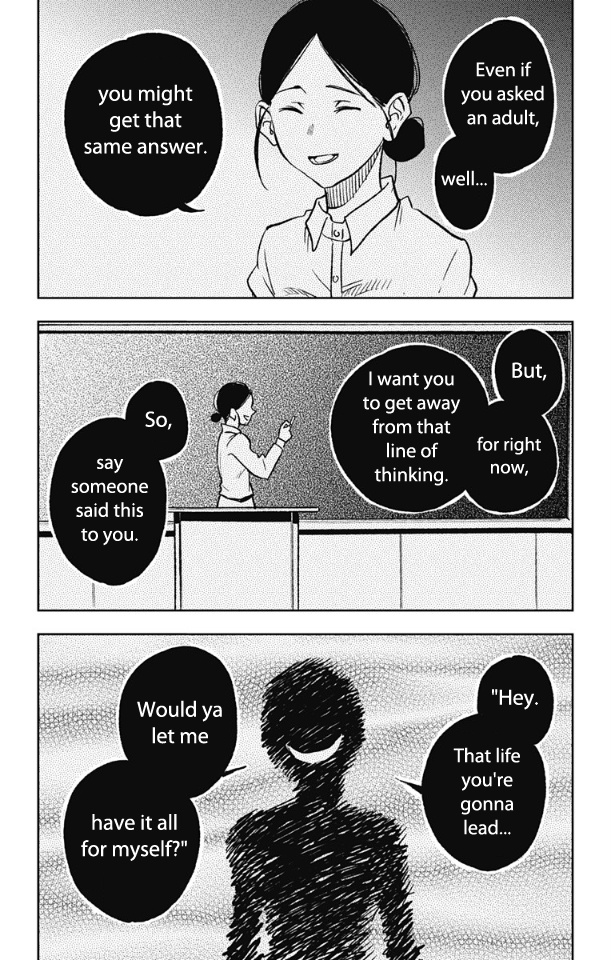 Even if
you asked
an adult,
well...
you might
get that
same answer.
But,
for right
now,
I want you
to get away
from that
line of
thinking.
So,
say
someone
said this
to you.
"Hey.
That life
you're
gonna
lead...
Would ya
let me
have it all
for myself?"